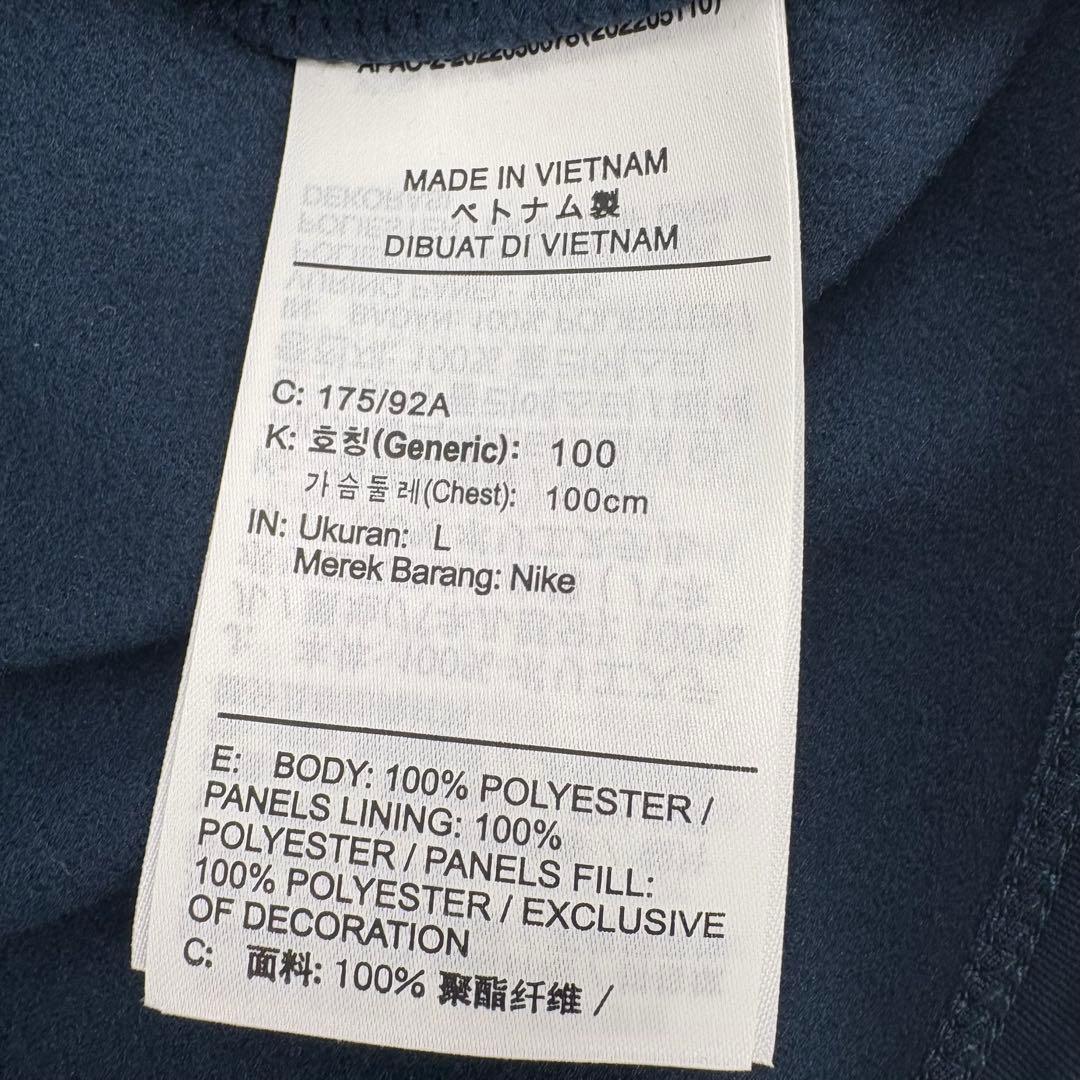 MADE IN VIETNAM
ベトナム製
DIBUAT DI VIETNAM
C: 175/92A
K: 호칭(Generic): 100
가슴둘레(Chest): 100cm
IN: Ukuran: L
Merek Barang: Nike
E: BODY: 100% POLYESTER /
PANELS LINING: 100%
POLYESTER / PANELS FILL:
100% POLYESTER / EXCLUSIVE
OF DECORATION
C: 面料: 100% 聚酯纤维 /